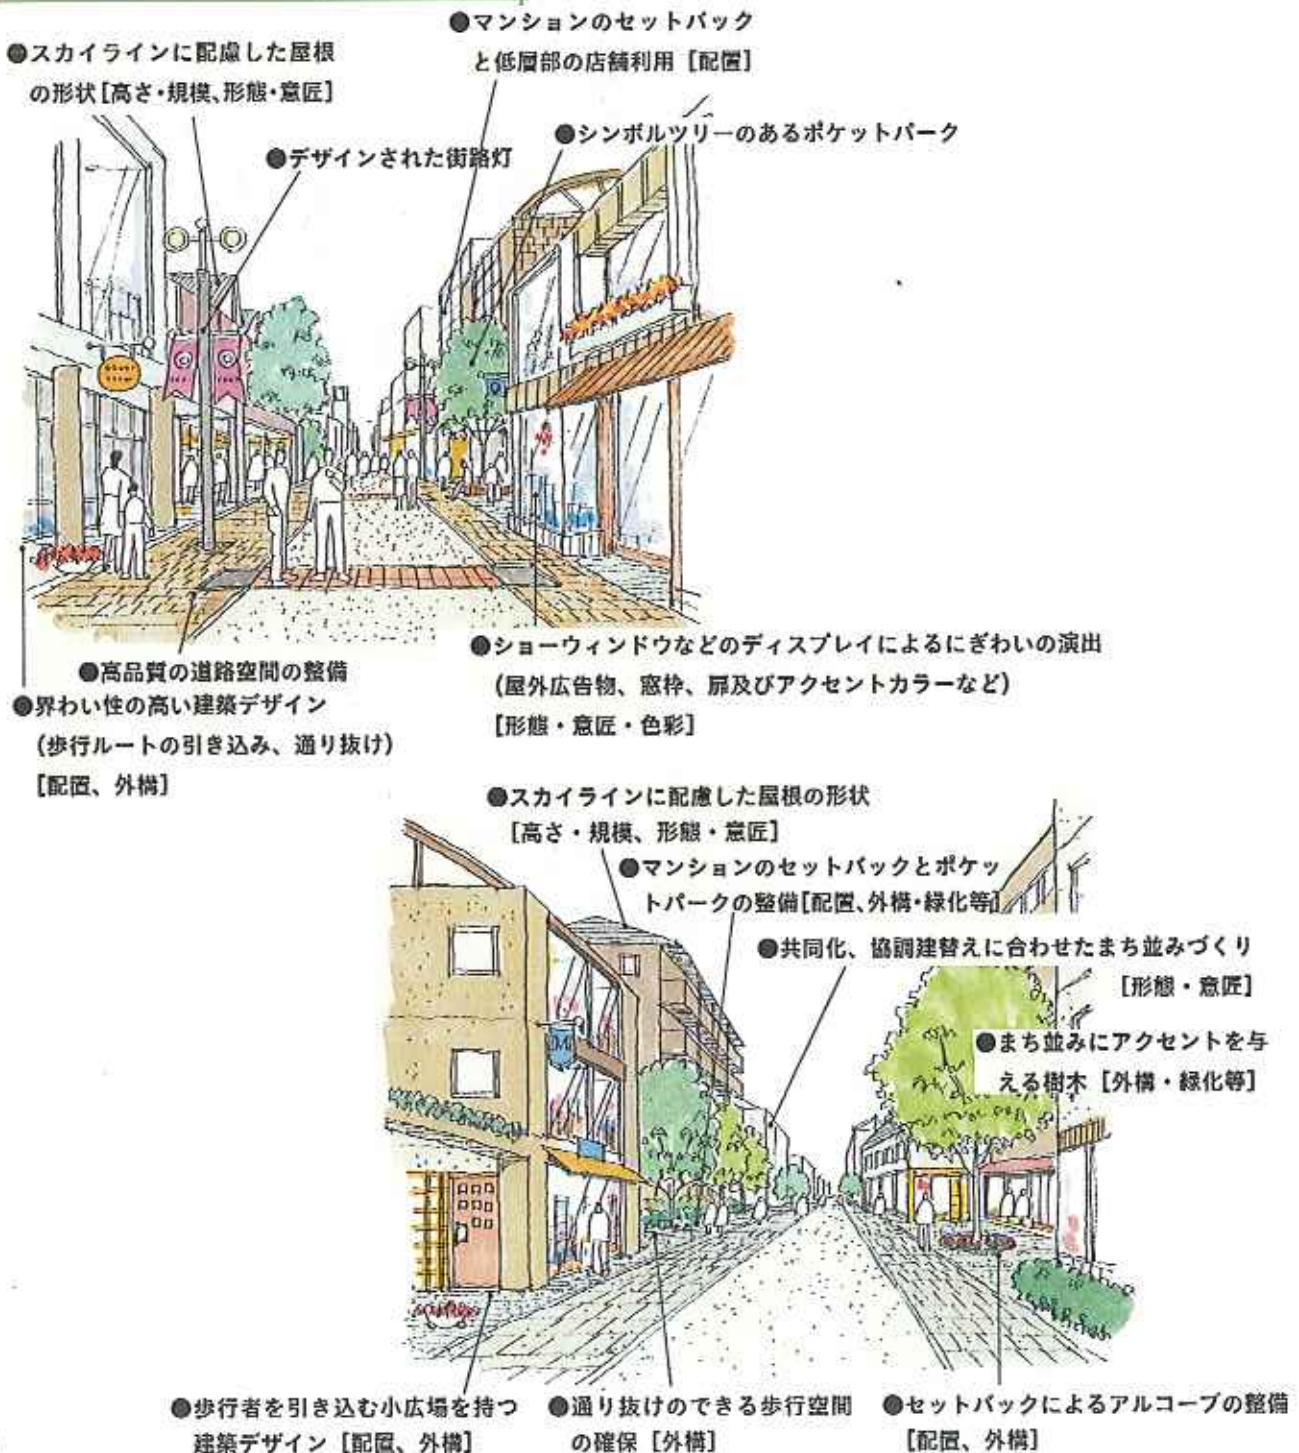 ●マンションのセットバック
と低層部の店舗利用［配置］
●スカイラインに配慮した屋根
の形状［高さ・規模、形態・意匠］
●シンボルツリーのあるポケットパーク
●デザインされた街路灯
●ショーウィンドウなどのディスプレイによるにぎわいの演出
（屋外広告物、窓枠、扉及びアクセントカラーなど）
［形態・意匠・色彩］
●高品質の道路空間の整備
●界わい性の高い建築デザイン
（歩行ルートの引き込み、通り抜け）
［配置、外構］
●スカイラインに配慮した屋根の形状
［高さ・規模、形態・意匠］
●マンションのセットバックとポケッ
トパークの整備［配置、外構・緑化等］
●共同化、協調建替えに合わせたまち並みづくり
［形態・意匠］
●まち並みにアクセントを与
える樹木［外構・緑化等］
●歩行者を引き込む小広場を持つ
建築デザイン［配置、外構］
●通り抜けのできる歩行空間
の確保［外構］
●セットバックによるアルコーブの整備
［配置、外構］